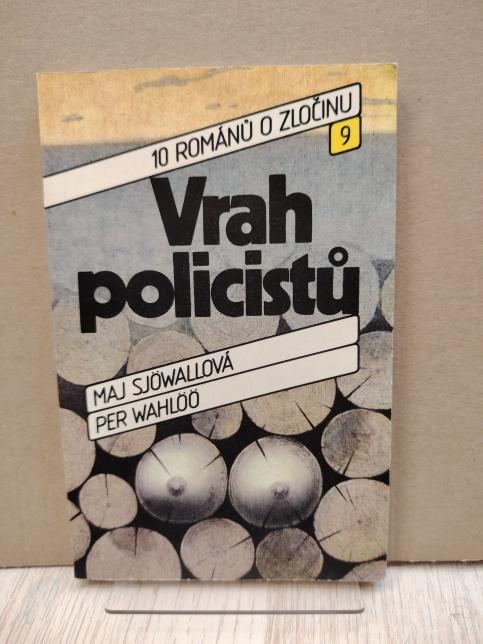 10 ROMÁNŮ O ZLOČINU
9
Vrah
policistů
MAJ SJÖWALLOVÁ
PER WAHLÖÖ